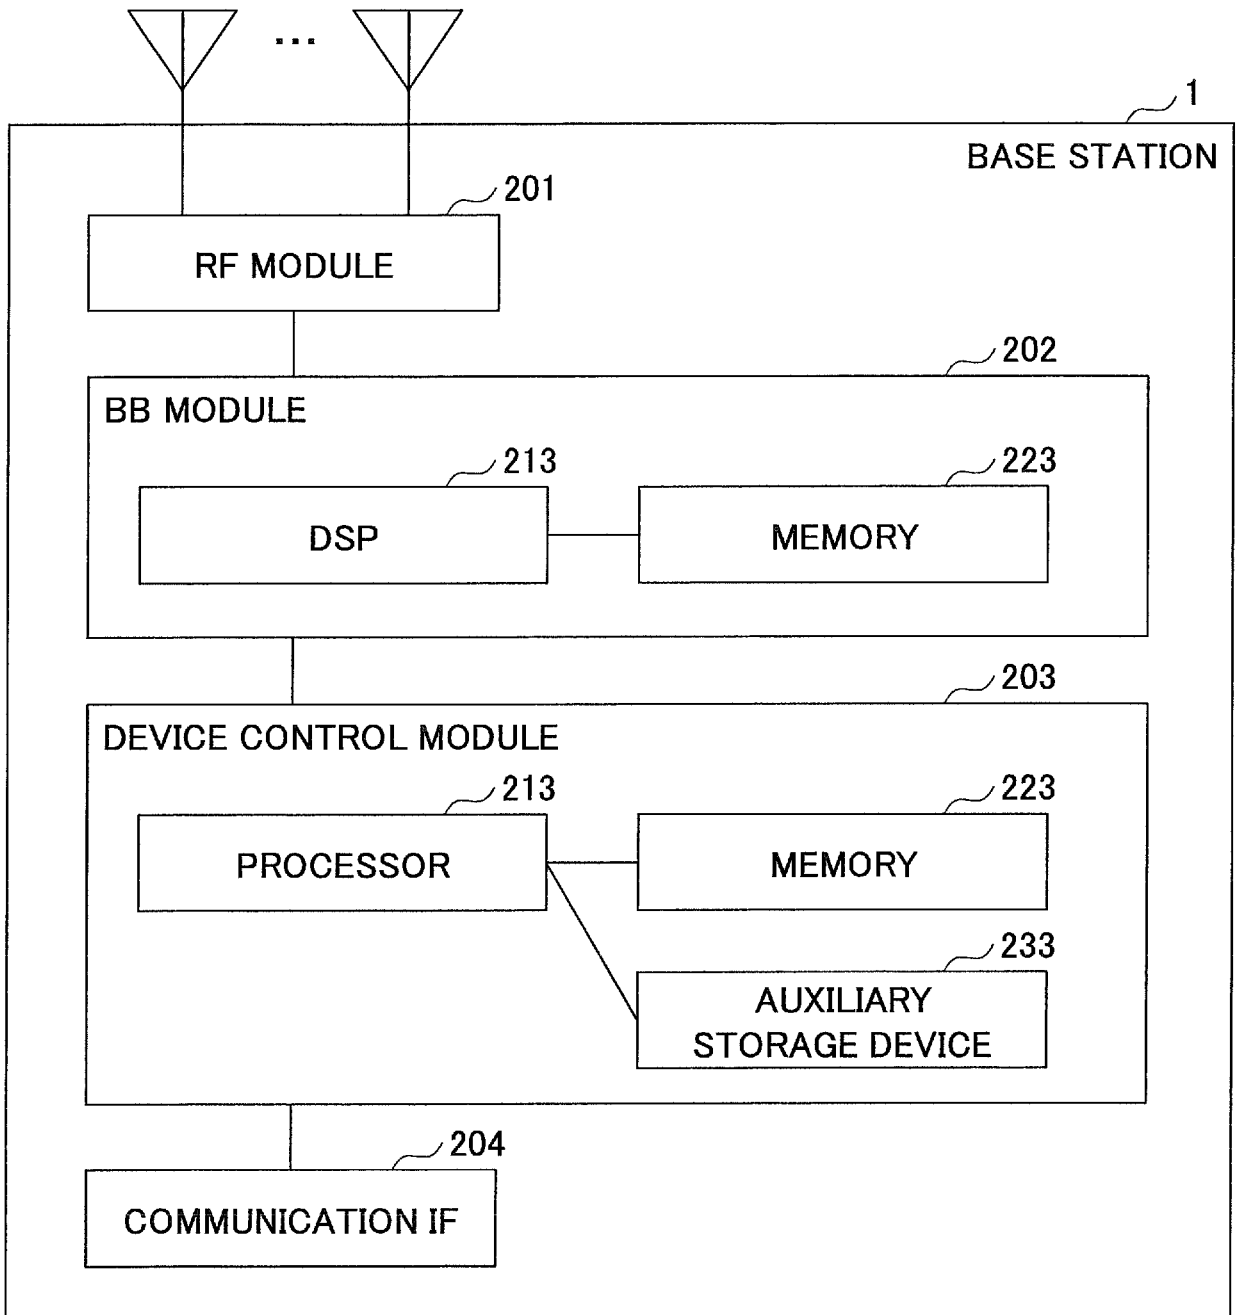 ...
1
BASE STATION
201
RF MODULE
202
BB MODULE
213
223
DSP
MEMORY
203
DEVICE CONTROL MODULE
213
223
PROCESSOR
MEMORY
233
AUXILIARY
STORAGE DEVICE
204
COMMUNICATION IF